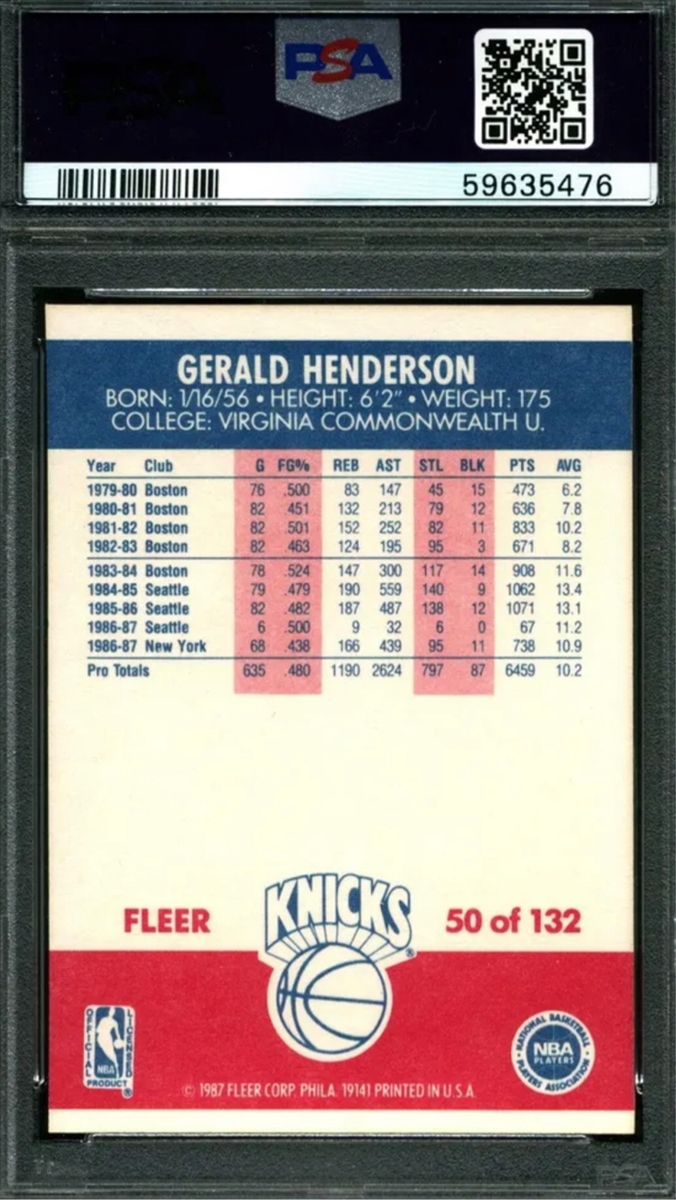 PSA
59635476
GERALD HENDERSON
BORN: 1/16/56 • HEIGHT: 6'2" • WEIGHT: 175
COLLEGE: VIRGINIA COMMONWEALTH U.
Year Club G FG% REB AST STL BLK PTS AVG
1979-80 Boston 76 .500 83 147 45 15 473 6.2
1980-81 Boston 82 .451 132 213 79 12 636 7.8
1981-82 Boston 82 .501 152 252 82 11 833 10.2
1982-83 Boston 82 .463 124 195 95 3 671 8.2
1983-84 Boston 78 .524 147 300 117 14 908 11.6
1984-85 Seattle 79 .479 190 559 140 9 1062 13.4
1985-86 Seattle 82 .482 187 487 138 12 1071 13.1
1986-87 Seattle 6 .500 9 32 6 0 67 11.2
1986-87 New York 68 .438 166 439 95 11 738 10.9
Pro Totals 635 .480 1190 2624 797 87 6459 10.2
FLEER KNICKS® 50 of 132
OFFICIAL LICENSED NBA PRODUCT ®
NATIONAL BASKETBALL NBA PLAYERS PLAYERS ASSOCIATION
© 1987 FLEER CORP. PHILA. 19141 PRINTED IN U.S.A.
PSA